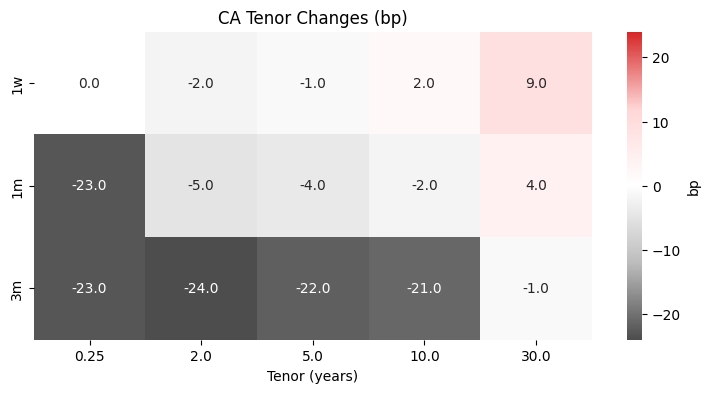 CA Tenor Changes (bp)
1w
0.0 -2.0 -1.0 2.0 9.0
1m
-23.0 -5.0 -4.0 -2.0 4.0
3m
-23.0 -24.0 -22.0 -21.0 -1.0
0.25 2.0 5.0 10.0 30.0
Tenor (years)
20
10
0
−10
−20
bp